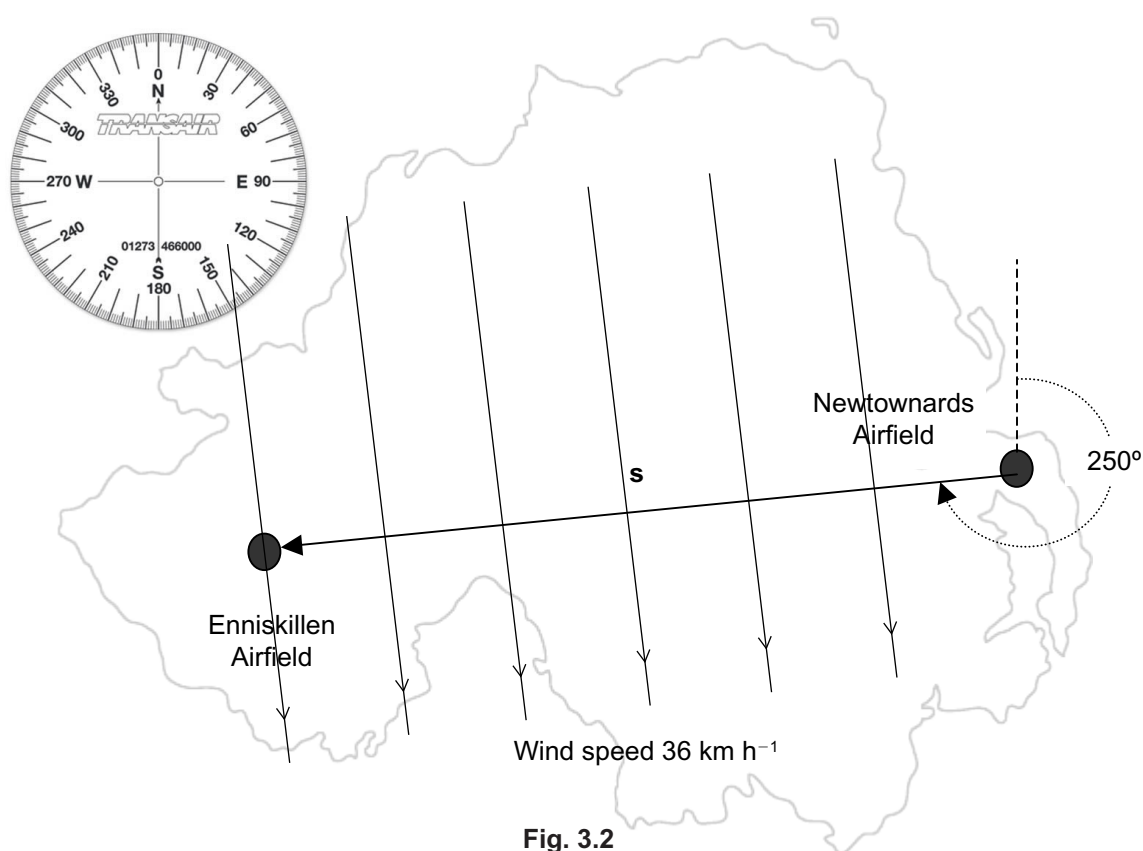 0
N
30
60
E 90
120
150
S
180
210
240
270 W
300
330
TRANSAIR
01273 466000
Newtownards
Airfield
250º
s
Enniskillen
Airfield
Wind speed 36 km h⁻¹
Fig. 3.2